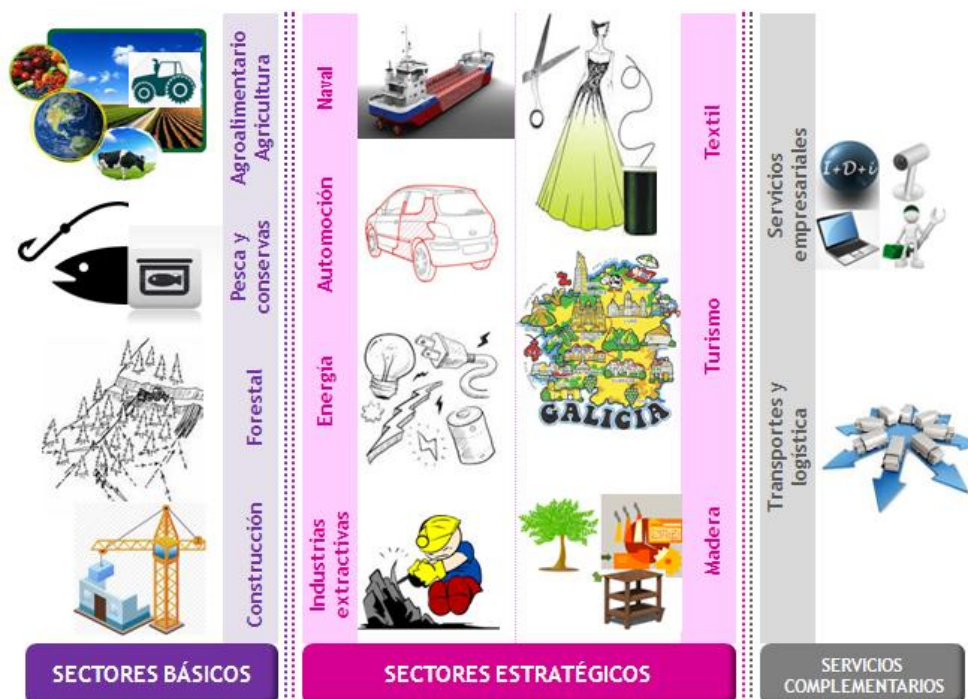 Agroalimentario
Agricultura
Pesca y
conservas
Forestal
Construcción
SECTORES BÁSICOS
Naval
Automoción
Energía
Industrias
extractivas
Textil
Turismo
GALICIA
Madera
SECTORES ESTRATÉGICOS
Servicios
empresariales
I+D+i
Transportes y
logística
SERVICIOS
COMPLEMENTARIOS